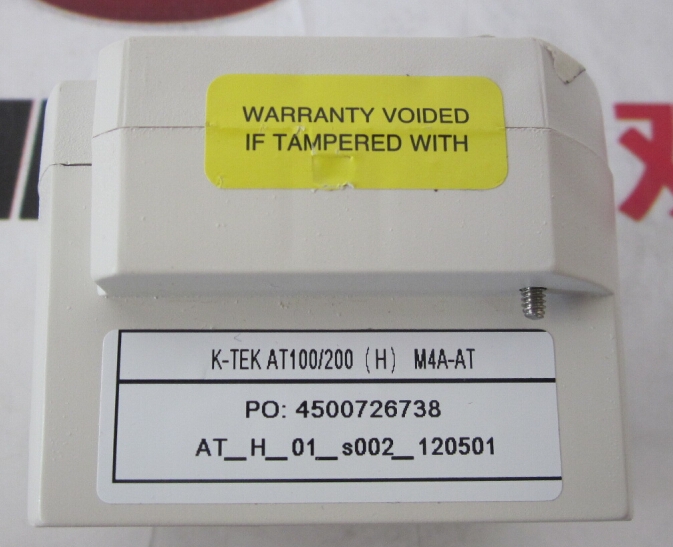 WARRANTY VOIDED
IF TAMPERED WITH
K-TEK AT100/200 (H) M4A-AT
PO: 4500726738
AT_H_01_s002_120501